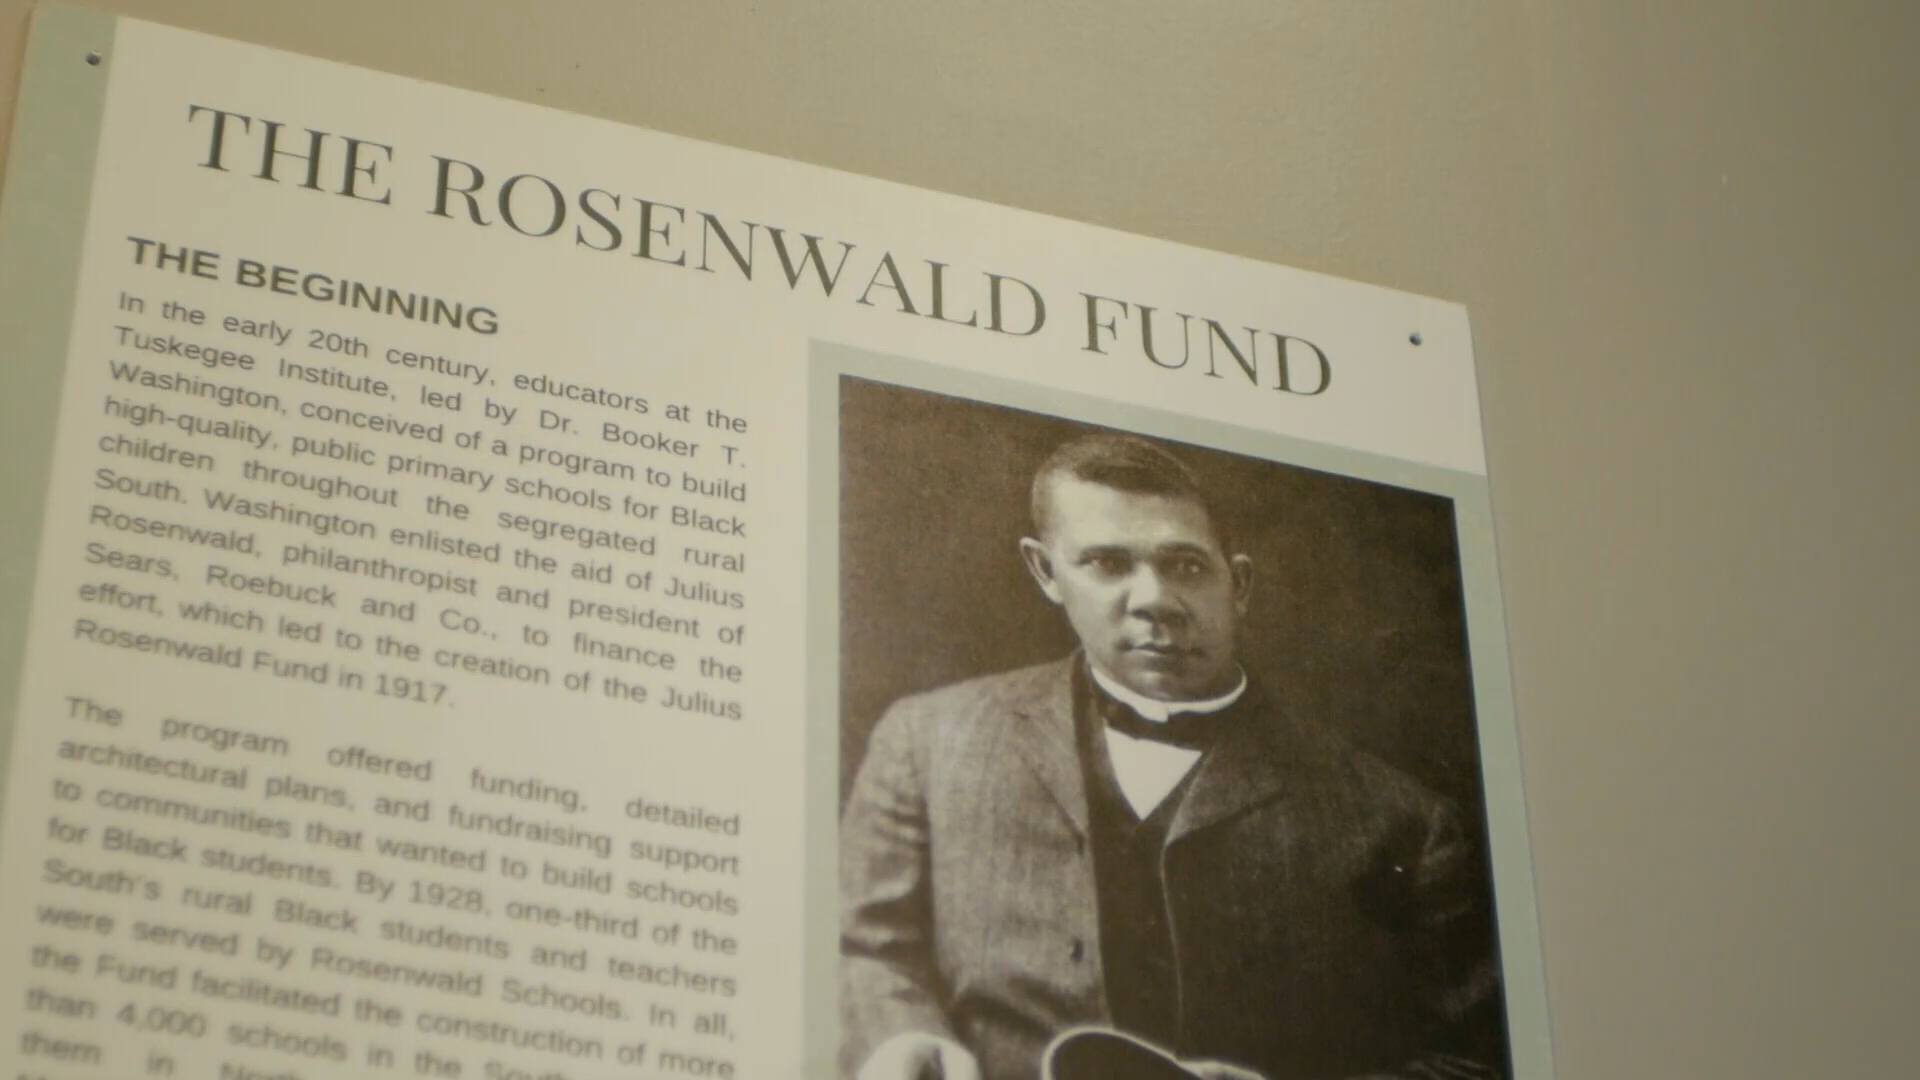 THE ROSENWALD FUND
THE BEGINNING
In the early 20th century, educators at the
Tuskegee Institute, led by Dr. Booker T.
Washington, conceived of a program to build
high-quality, public primary schools for Black
children throughout the segregated rural
South. Washington enlisted the aid of Julius
Rosenwald, philanthropist and president of
Sears, Roebuck and Co., to finance the
effort, which led to the creation of the Julius
Rosenwald Fund in 1917.
The program offered funding, detailed
architectural plans, and fundraising support
to communities that wanted to build schools
for Black students. By 1928, one-third of the
South's rural Black students and teachers
were served by Rosenwald Schools. In all,
the Fund facilitated the construction of more
than 4,000 schools in the
them in